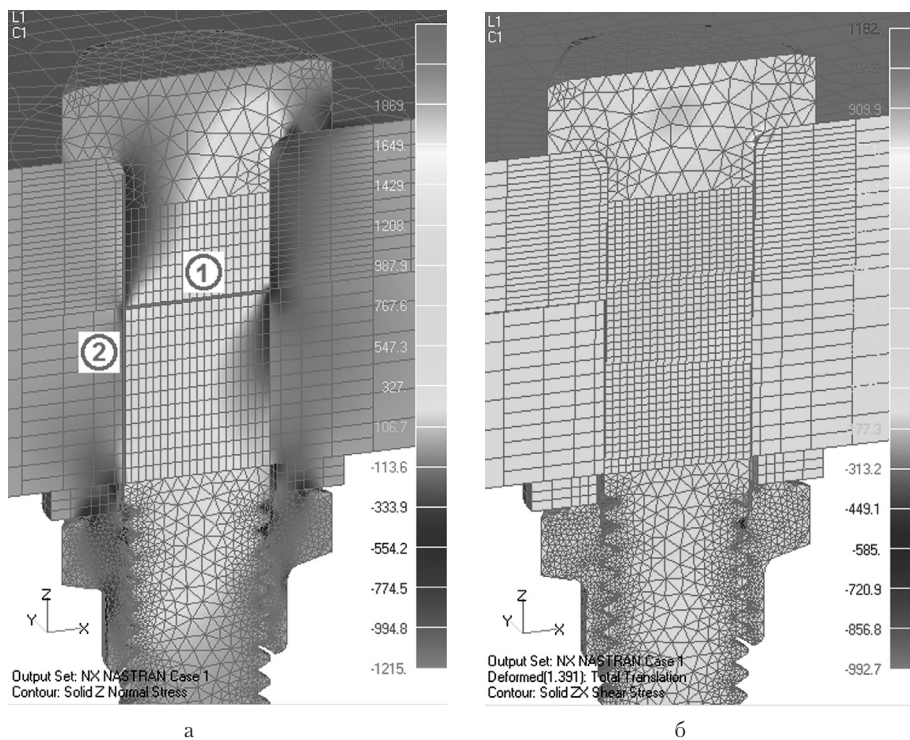 L1
C1
1869.
1649.
1429.
1208.
987.9
767.6
547.3
327.
106.7
-113.6
-333.9
-554.2
-774.5
-994.8
-1215.
1
2
Z
Y
X
Output Set: NX NASTRAN Case 1
Contour: Solid Z Normal Stress
а
L1
C1
1182.
909.9
-313.2
-449.1
-585.
-720.9
-856.8
-992.7
Z
Y
X
Output Set: NX NASTRAN Case 1
Deformed(1.391): Total Translation
Contour: Solid ZX Shear Stress
б